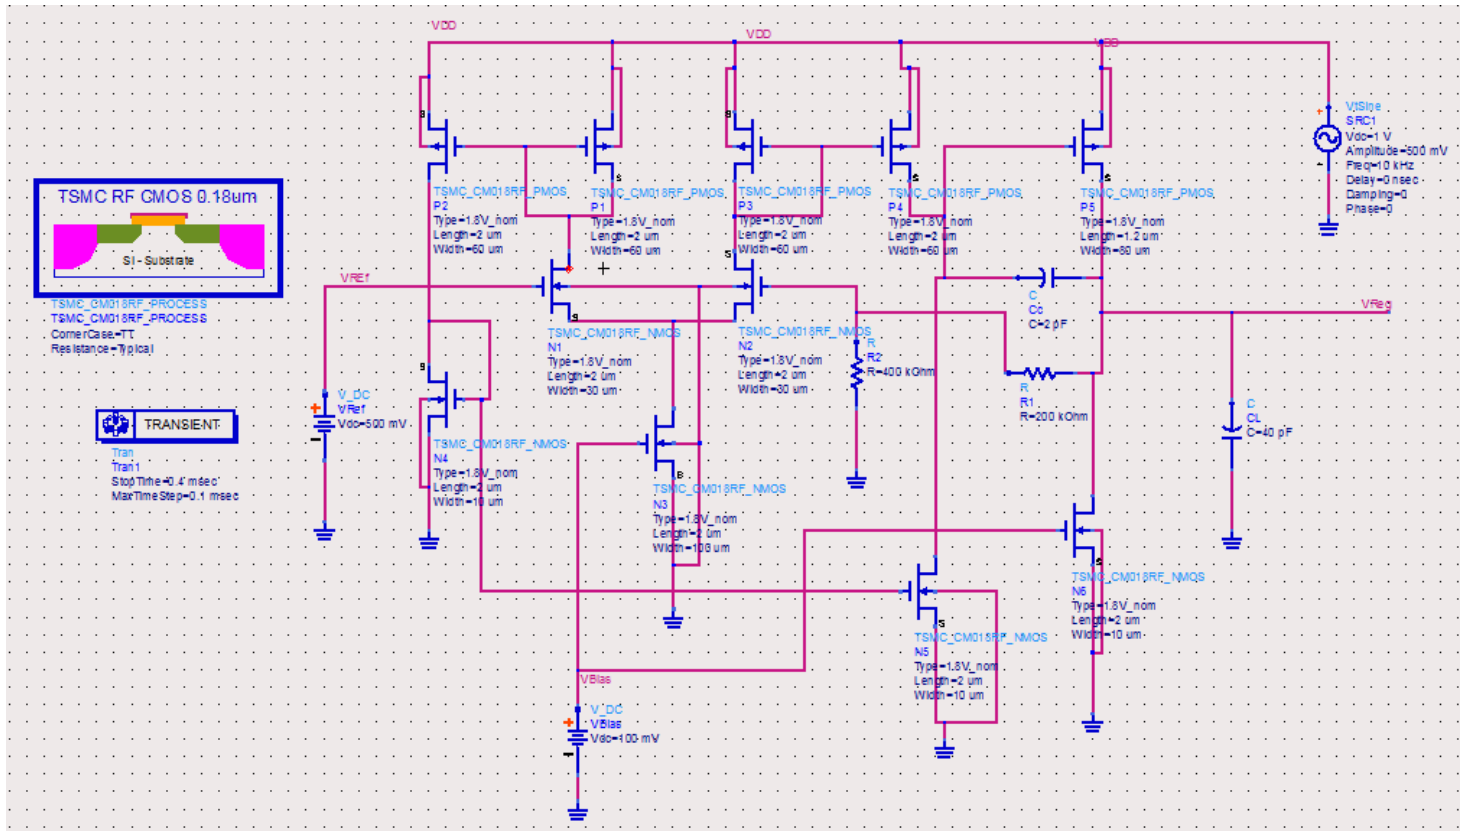 VDD
VDD
VDD
VtSine
SRC1
Vdc=1 V
Amplitude=500 mV
Freq=10 kHz
Delay=0 nsec
Damping=0
Phase=0
TSMC RF CMOS 0.18um
SI - Substrate
TSMC_CM018RF_PROCESS
TSMC_CM018RF_PROCESS
CornerCase=TT
Resistance=Typical
TRANSIENT
Tran
Tran1
StopTime=0.4 msec
MaxTimeStep=0.1 msec
S
TSMC_CM018RF_PMOS
P2
Type=1.8V_nom
Length=2 um
Width=60 um
S
TSMC_CM018RF_PMOS
P1
Type=1.8V_nom
Length=2 um
Width=60 um
S
TSMC_CM018RF_PMOS
P3
Type=1.8V_nom
Length=2 um
Width=60 um
S
TSMC_CM018RF_PMOS
P4
Type=1.8V_nom
Length=2 um
Width=60 um
S
TSMC_CM018RF_PMOS
P5
Type=1.8V_nom
Length=1.2 um
Width=80 um
VREf
V_DC
VRef
Vdc=500 mV
S
TSMC_CM018RF_NMOS
N1
Type=1.8V_nom
Length=2 um
Width=30 um
S
TSMC_CM018RF_NMOS
N2
Type=1.8V_nom
Length=2 um
Width=30 um
R
R2
R=400 kOhm
C
Cc
C=2 pF
VReg
R
R1
R=200 kOhm
C
CL
C=40 pF
S
TSMC_CM018RF_NMOS
N4
Type=1.8V_nom
Length=2 um
Width=10 um
S
TSMC_CM018RF_NMOS
N3
Type=1.8V_nom
Length=2 um
S
TSMC_CM018RF_NMOS
N6
Type=1.8V_nom
Length=2 um
Width=10 um
S
TSMC_CM018RF_NMOS
N5
Type=1.8V_nom
Length=2 um
Width=10 um
VBias
V_DC
VBias
Vdc=100 mV